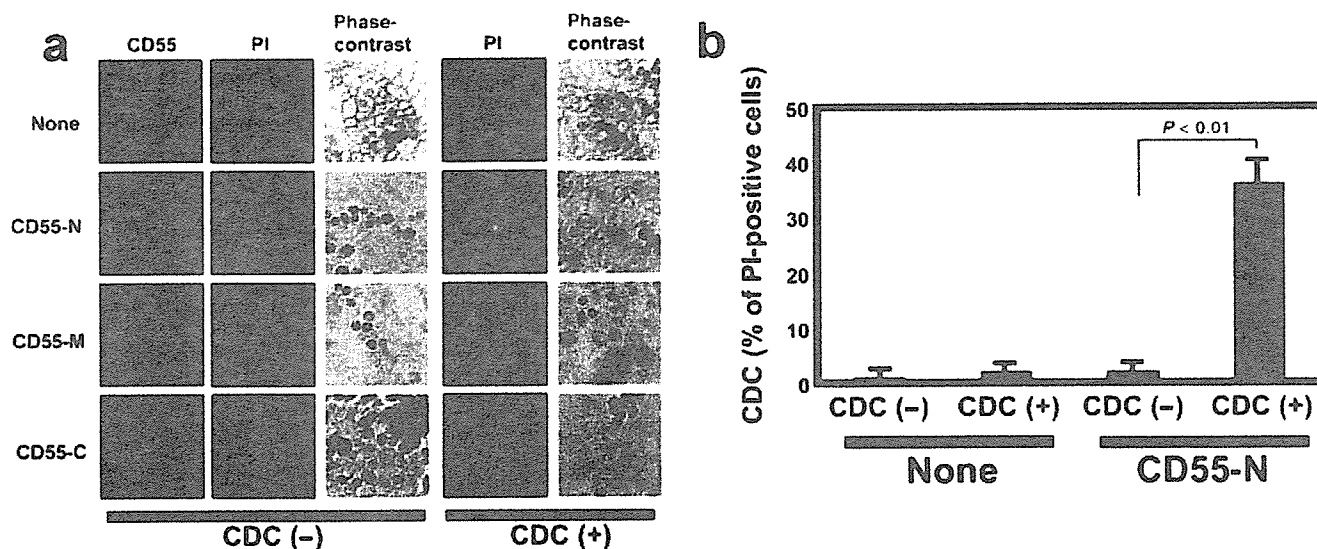 a
CD55 PI Phase-contrast PI Phase-contrast
None
CD55-N
CD55-M
CD55-C
CDC (–) CDC (+)
b
CDC (% of PI-positive cells)
50
40
30
20
10
0
P < 0.01
CDC (–) CDC (+) CDC (–) CDC (+)
None CD55-N